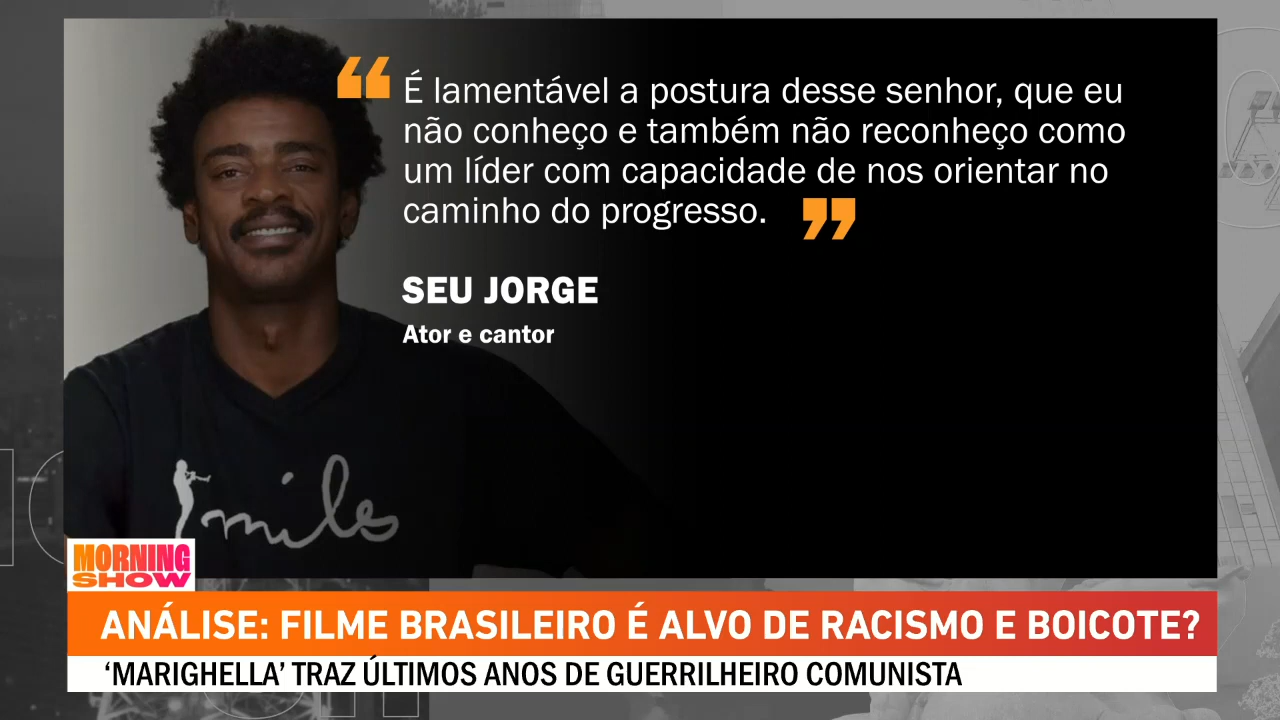 “É lamentável a postura desse senhor, que eu
não conheço e também não reconheço como
um líder com capacidade de nos orientar no
caminho do progresso.”
SEU JORGE
Ator e cantor
miles
MORNING
SHOW
ANÁLISE: FILME BRASILEIRO É ALVO DE RACISMO E BOICOTE?
‘MARIGHELLA’ TRAZ ÚLTIMOS ANOS DE GUERRILHEIRO COMUNISTA